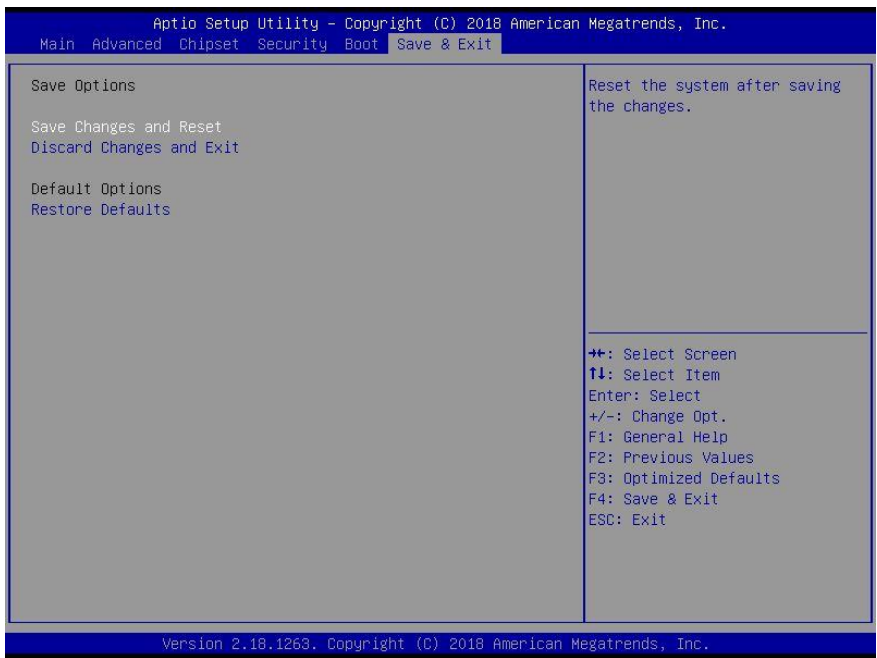 Aptio Setup Utility – Copyright (C) 2018 American Megatrends, Inc.
Main Advanced Chipset Security Boot Save & Exit
Save Options
Save Changes and Reset
Discard Changes and Exit
Default Options
Restore Defaults
Reset the system after saving
the changes.
→←: Select Screen
↑↓: Select Item
Enter: Select
+/-: Change Opt.
F1: General Help
F2: Previous Values
F3: Optimized Defaults
F4: Save & Exit
ESC: Exit
Version 2.18.1263. Copyright (C) 2018 American Megatrends, Inc.